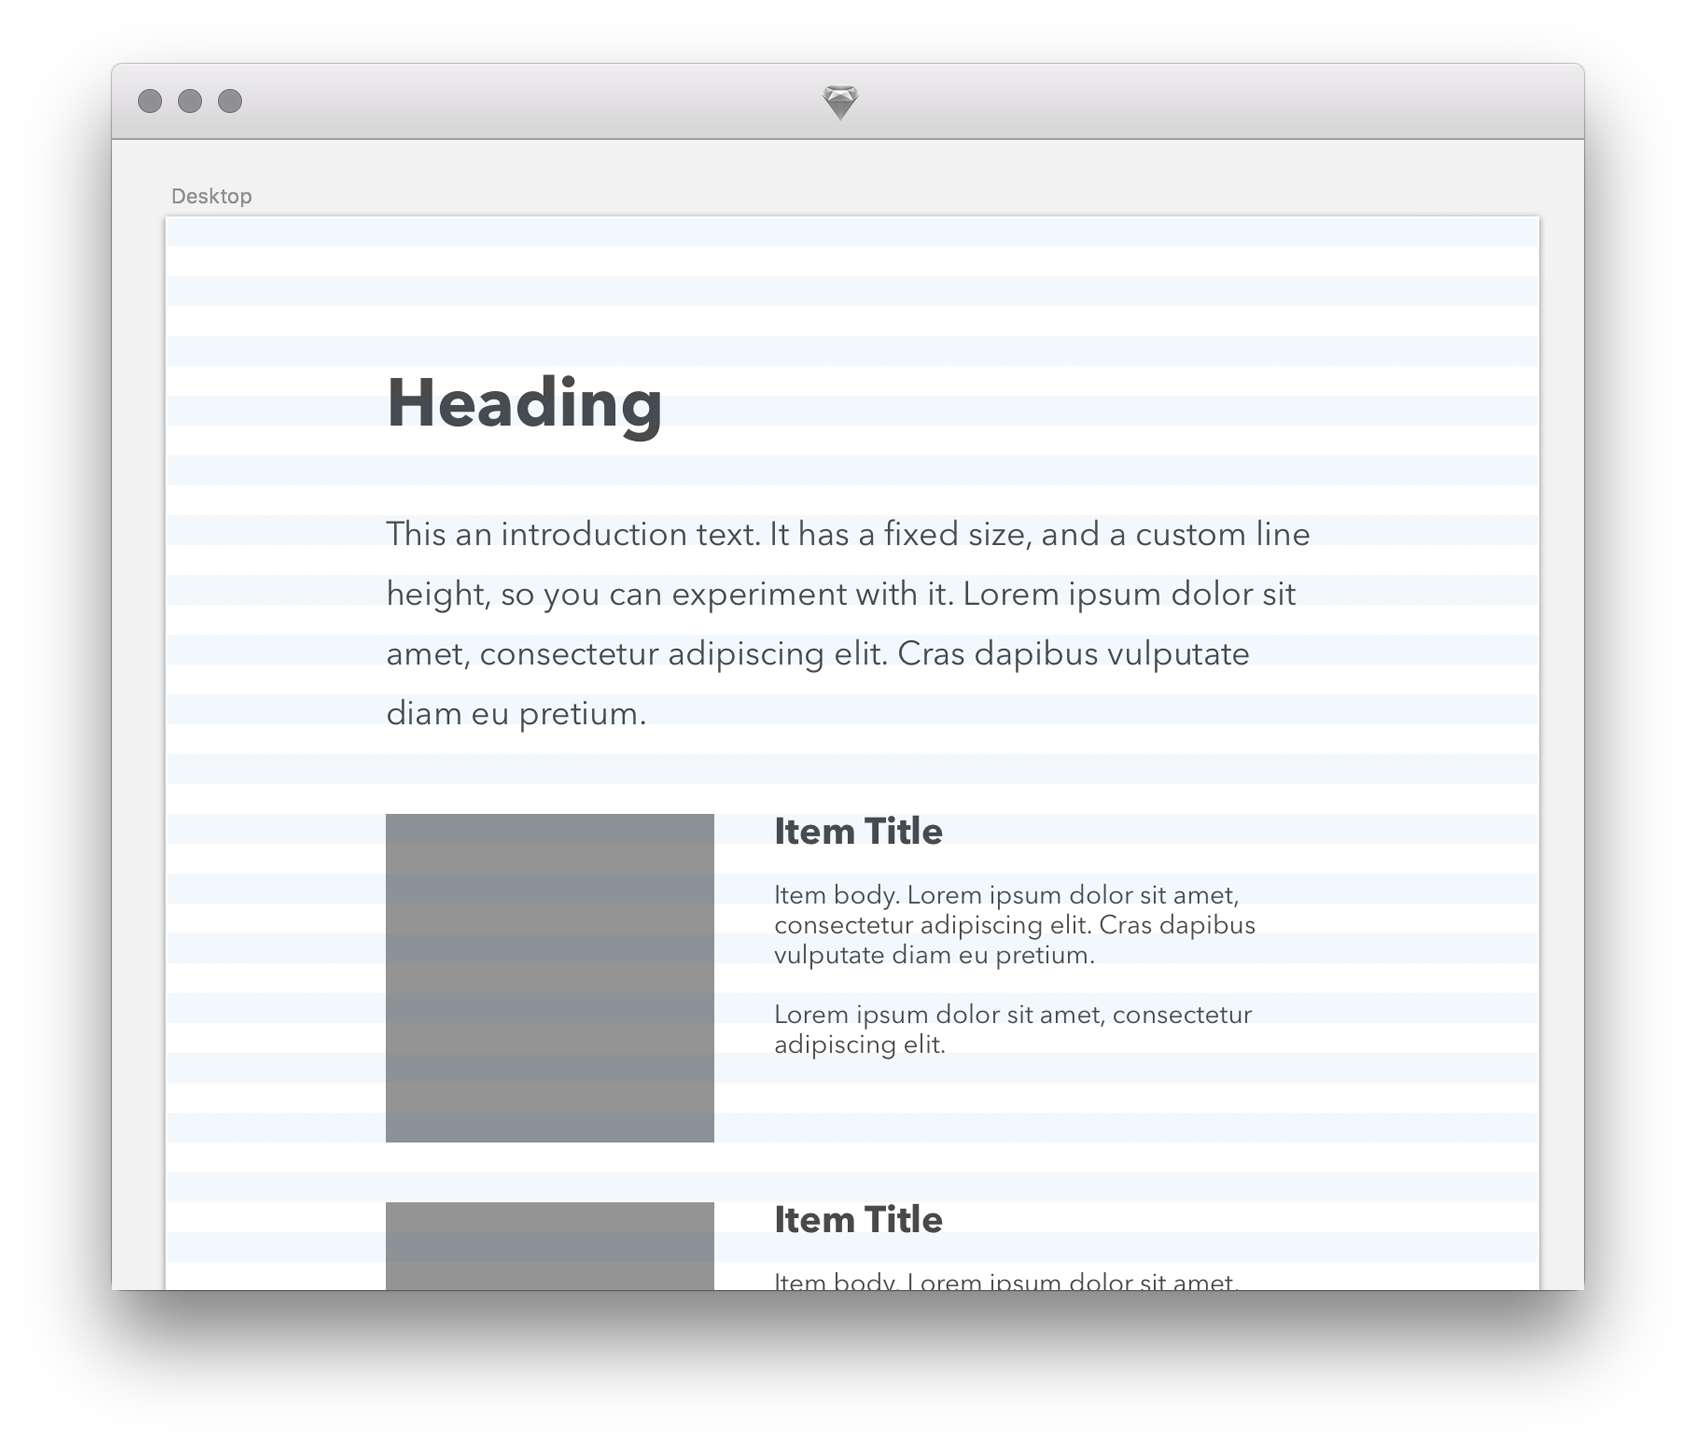 Desktop
Heading
This an introduction text. It has a fixed size, and a custom line
height, so you can experiment with it. Lorem ipsum dolor sit
amet, consectetur adipiscing elit. Cras dapibus vulputate
diam eu pretium.
Item Title
Item body. Lorem ipsum dolor sit amet,
consectetur adipiscing elit. Cras dapibus
vulputate diam eu pretium.
Lorem ipsum dolor sit amet, consectetur
adipiscing elit.
Item Title
Item body. Lorem ipsum dolor sit amet,